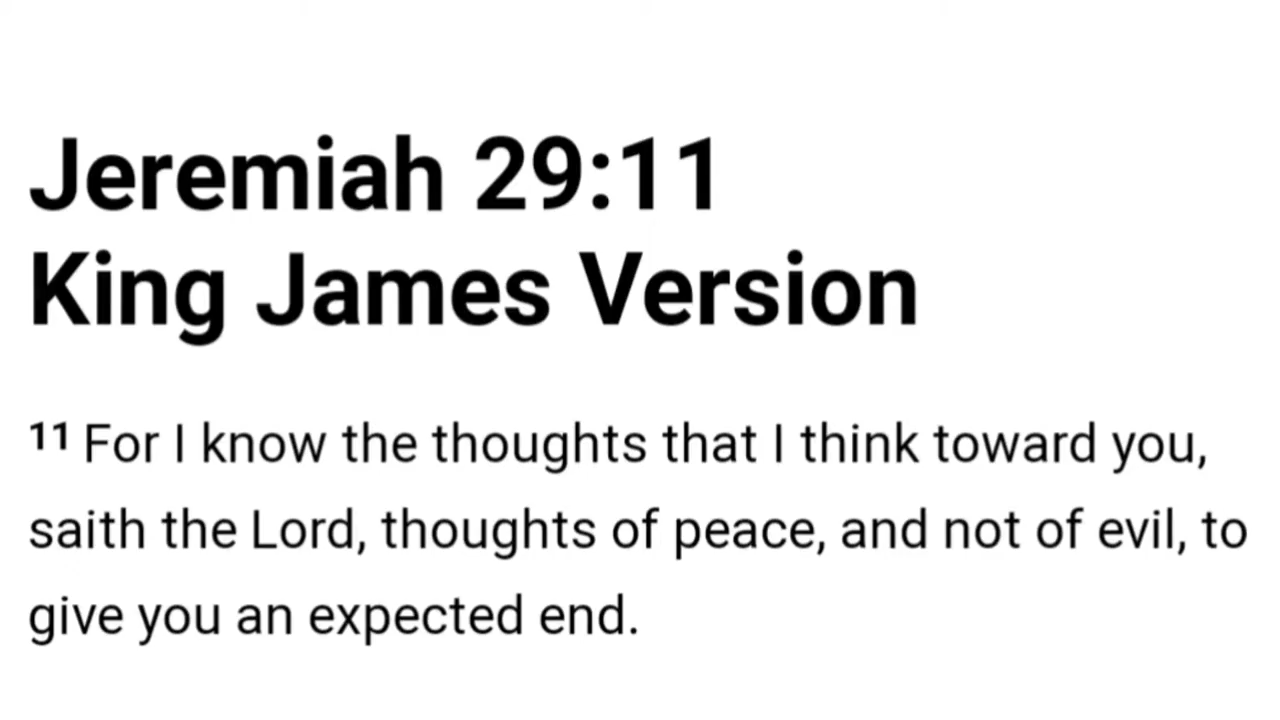 Jeremiah 29:11
King James Version
11 For I know the thoughts that I think toward you,
saith the Lord, thoughts of peace, and not of evil, to
give you an expected end.